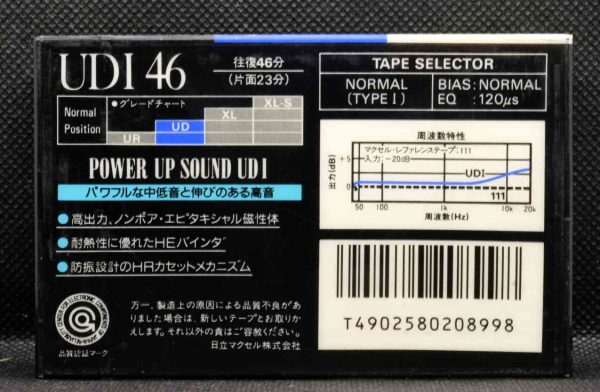 UDI 46
往復46分
(片面23分)
TAPE SELECTOR
NORMAL
(TYPE I)
BIAS: NORMAL
EQ : 120μs
Normal
Position
●グレードチャート
XL-S
XL
UD
UR
POWER UP SOUND UDI
パワフルな中低音と伸びのある高音
●高出力、ノンポア・エピタキシャル磁性体
●耐熱性に優れたHEバインダ
●防振設計のHRカセットメカニズム
周波数特性
マクセル・レファレンステープ:111
入力:-20dB
出力(dB)
+5
0
-5
UDI
111
50
100
1k
10k
20k
周波数(Hz)
T4902580208998
品質認証マーク
万一、製造上の原因による品質不良があ
りました場合は、新しいテープとお取りか
えします。それ以外の責はご容赦ください。
日立マクセル株式会社